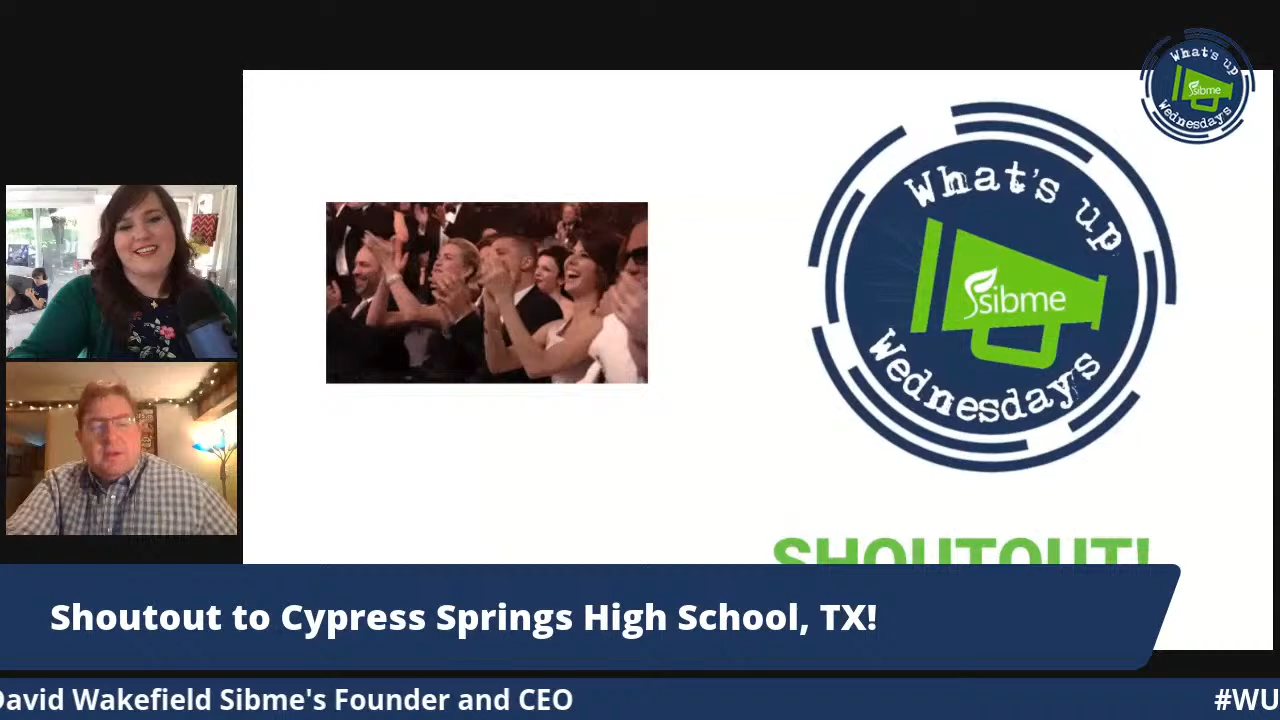 What's up
sibme
Wednesdays
What's up
sibme
Wednesdays
SHOUTOUT!
Shoutout to Cypress Springs High School, TX!
David Wakefield Sibme's Founder and CEO
#WU